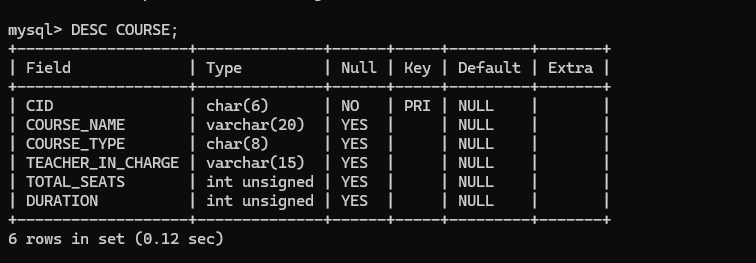 mysql> DESC COURSE;
+-------------------+--------------+------+-----+---------+-------+
| Field             | Type         | Null | Key | Default | Extra |
+-------------------+--------------+------+-----+---------+-------+
| CID               | char(6)      | NO   | PRI | NULL    |       |
| COURSE_NAME       | varchar(20)  | YES  |     | NULL    |       |
| COURSE_TYPE       | char(8)      | YES  |     | NULL    |       |
| TEACHER_IN_CHARGE | varchar(15)  | YES  |     | NULL    |       |
| TOTAL_SEATS       | int unsigned | YES  |     | NULL    |       |
| DURATION          | int unsigned | YES  |     | NULL    |       |
+-------------------+--------------+------+-----+---------+-------+
6 rows in set (0.12 sec)